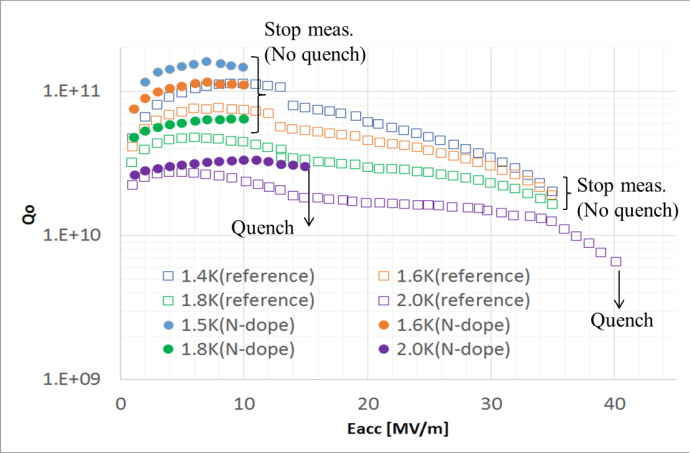 Stop meas.
(No quench)
1.E+11
Stop meas.
(No quench)
Qo
Quench
1.E+10
1.4K(reference)
1.6K(reference)
1.8K(reference)
2.0K(reference)
1.5K(N-dope)
1.6K(N-dope)
1.8K(N-dope)
2.0K(N-dope)
Quench
1.E+09
0
10
20
30
40
Eacc [MV/m]